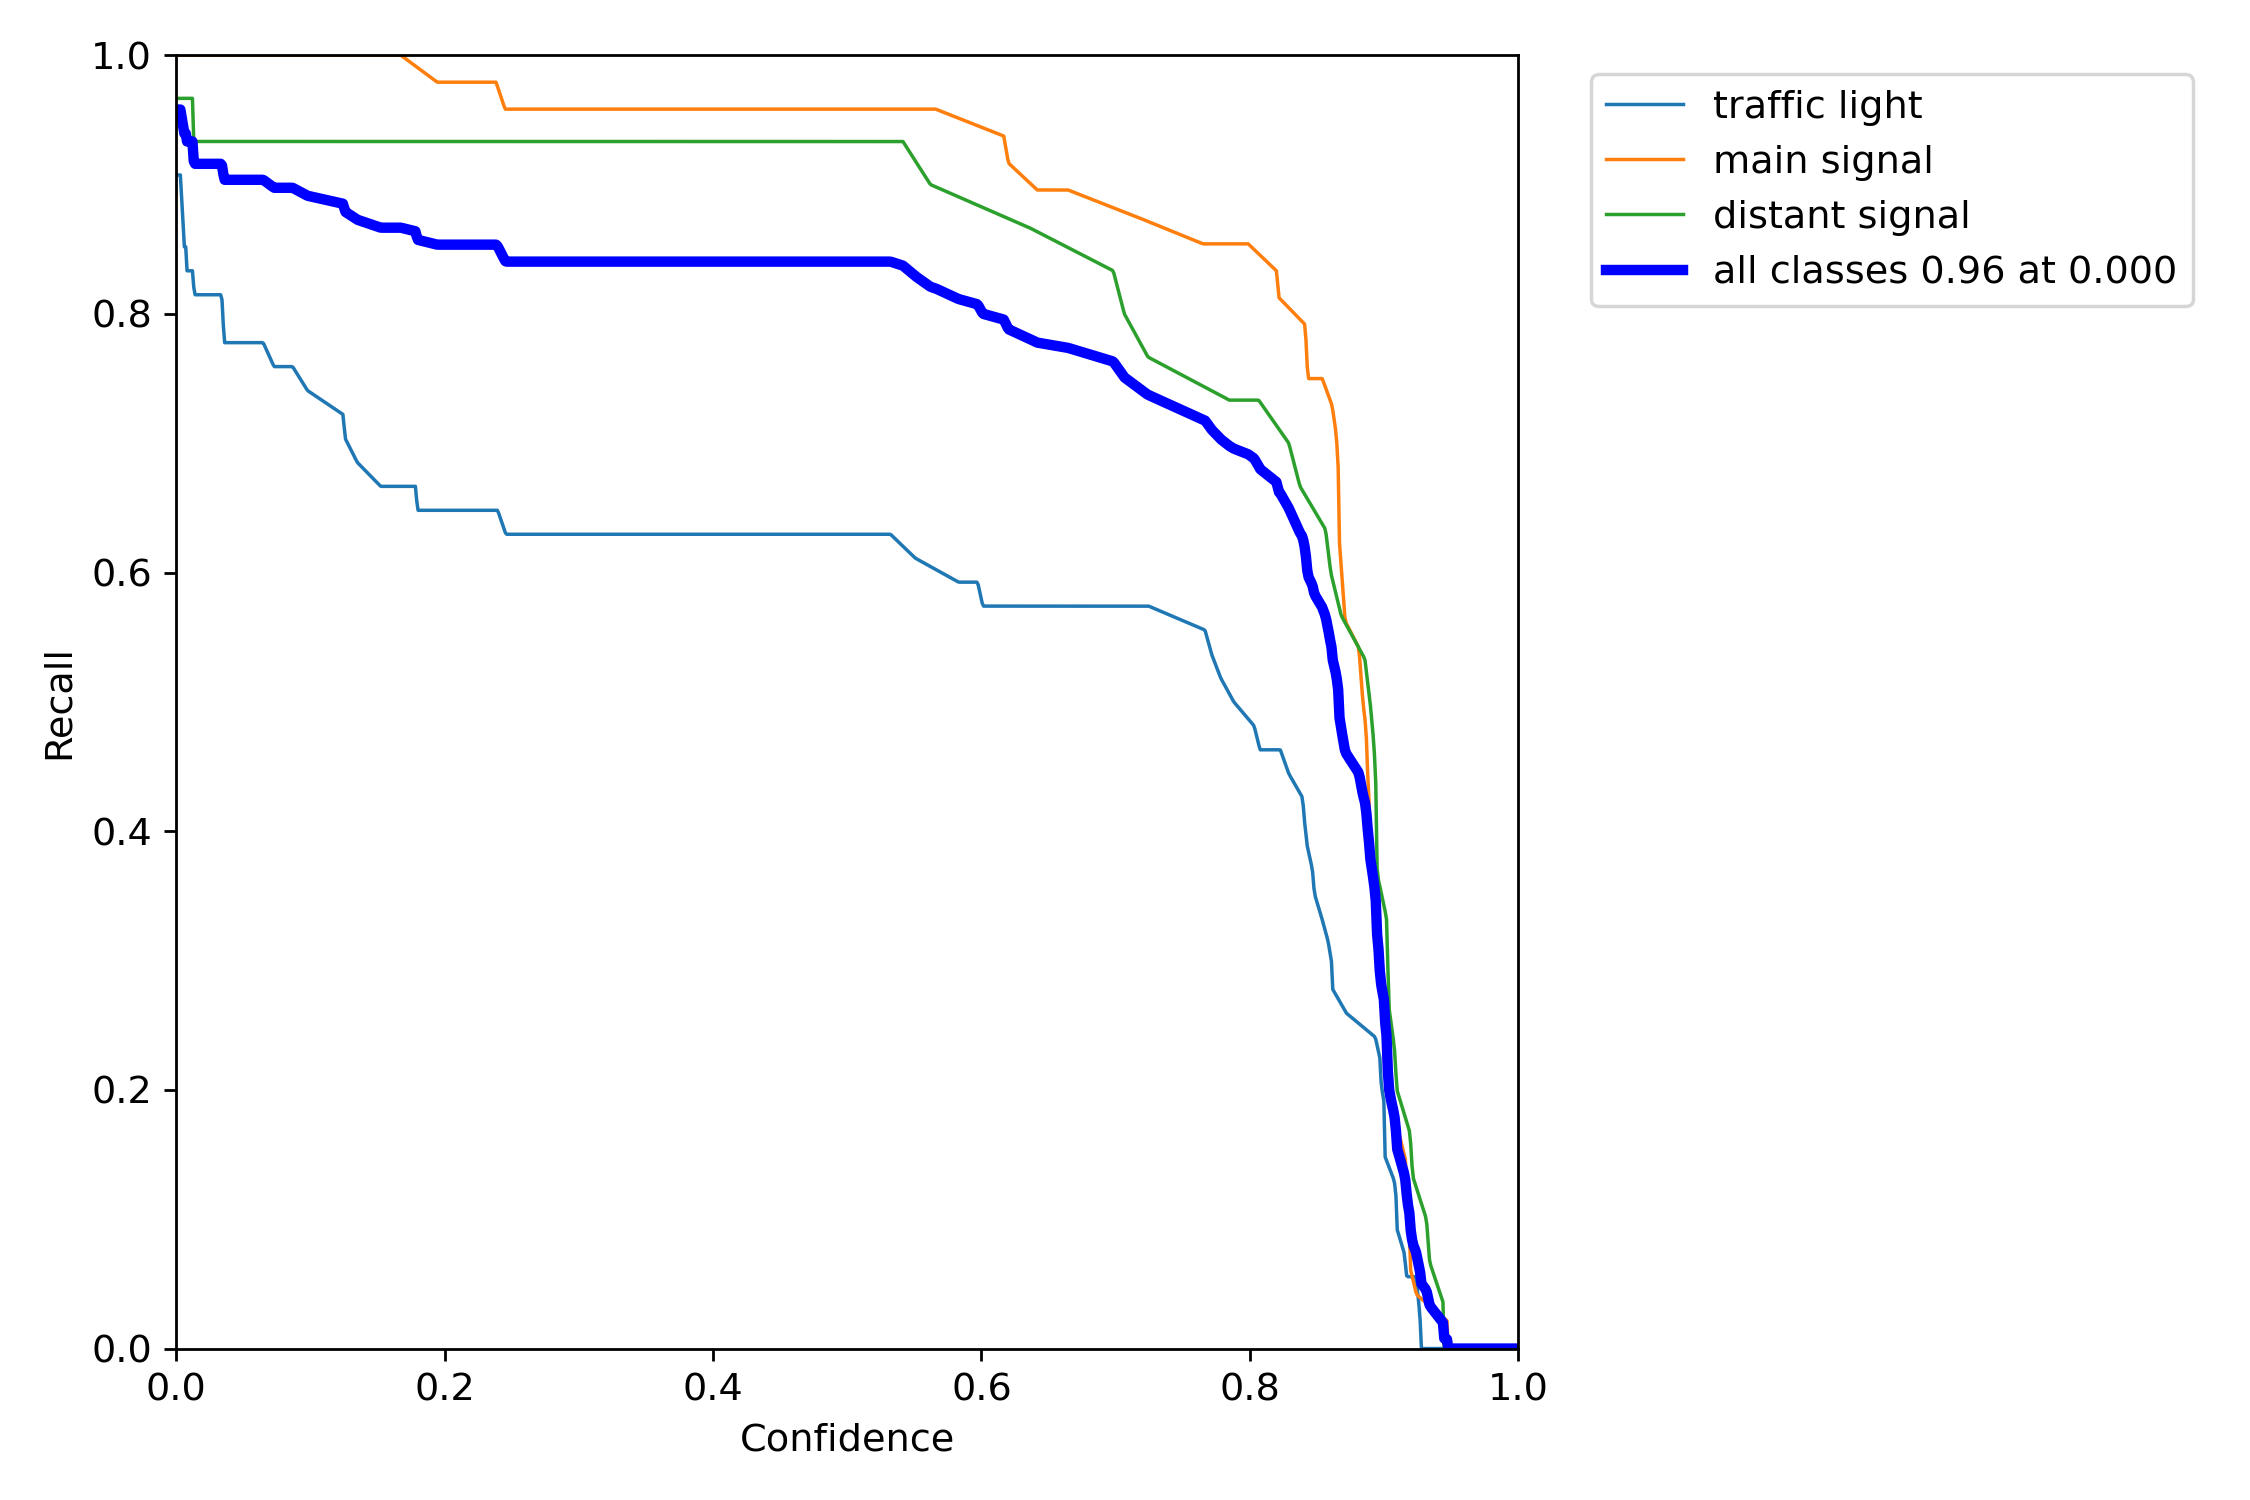 1.0
0.8
0.6
0.4
0.2
0.0
Recall
0.0 0.2 0.4 0.6 0.8 1.0
Confidence
traffic light
main signal
distant signal
all classes 0.96 at 0.000